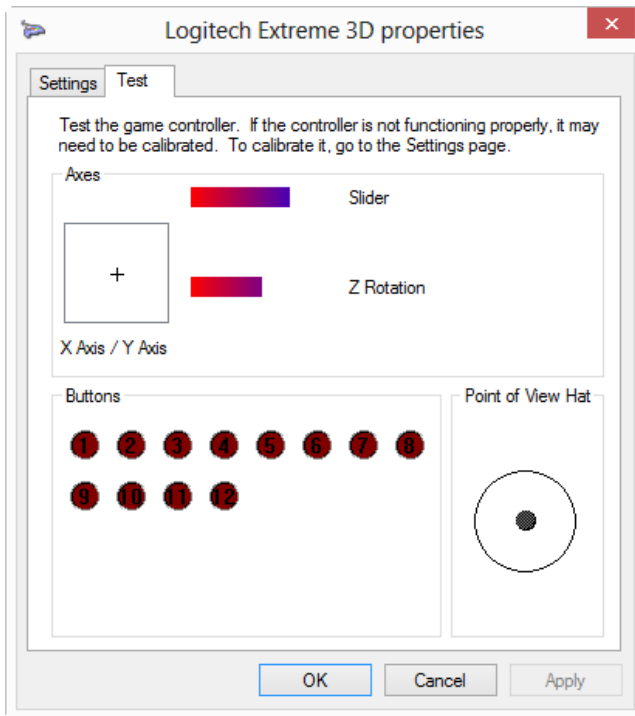 Logitech Extreme 3D properties
Settings
Test
Test the game controller. If the controller is not functioning properly, it may
need to be calibrated. To calibrate it, go to the Settings page.
Axes
Slider
Z Rotation
X Axis / Y Axis
Buttons
1 2 3 4 5 6 7 8
9 10 11 12
Point of View Hat
OK
Cancel
Apply